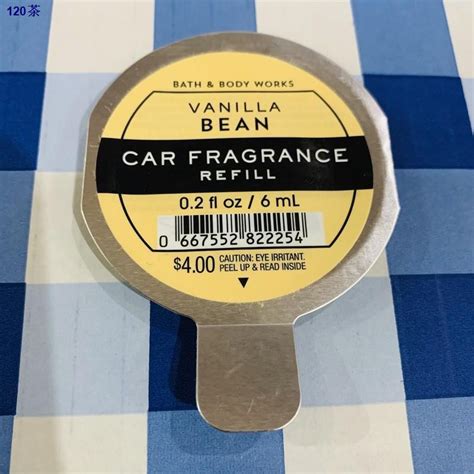 120茶
BATH & BODY WORKS
VANILLA
BEAN
CAR FRAGRANCE
REFILL
0.2 fl oz / 6 mL
0 667552 822254
$4.00 CAUTION: EYE IRRITANT.
PEEL UP & READ INSIDE